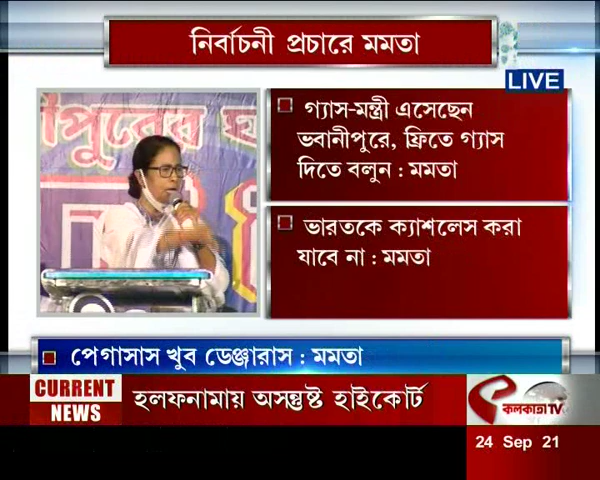 নির্বাচনী প্রচারে মমতা
LIVE
গ্যাস-মন্ত্রী এসেছেন
ভবানীপুরে, ফ্রিতে গ্যাস
দিতে বলুন : মমতা
ভারতকে ক্যাশলেস করা
যাবে না : মমতা
পেগাসাস খুব ডেঞ্জারাস : মমতা
CURRENT
NEWS
হলফনামায় অসন্তুষ্ট হাইকোর্ট
কলকাতা TV
24 Sep 21